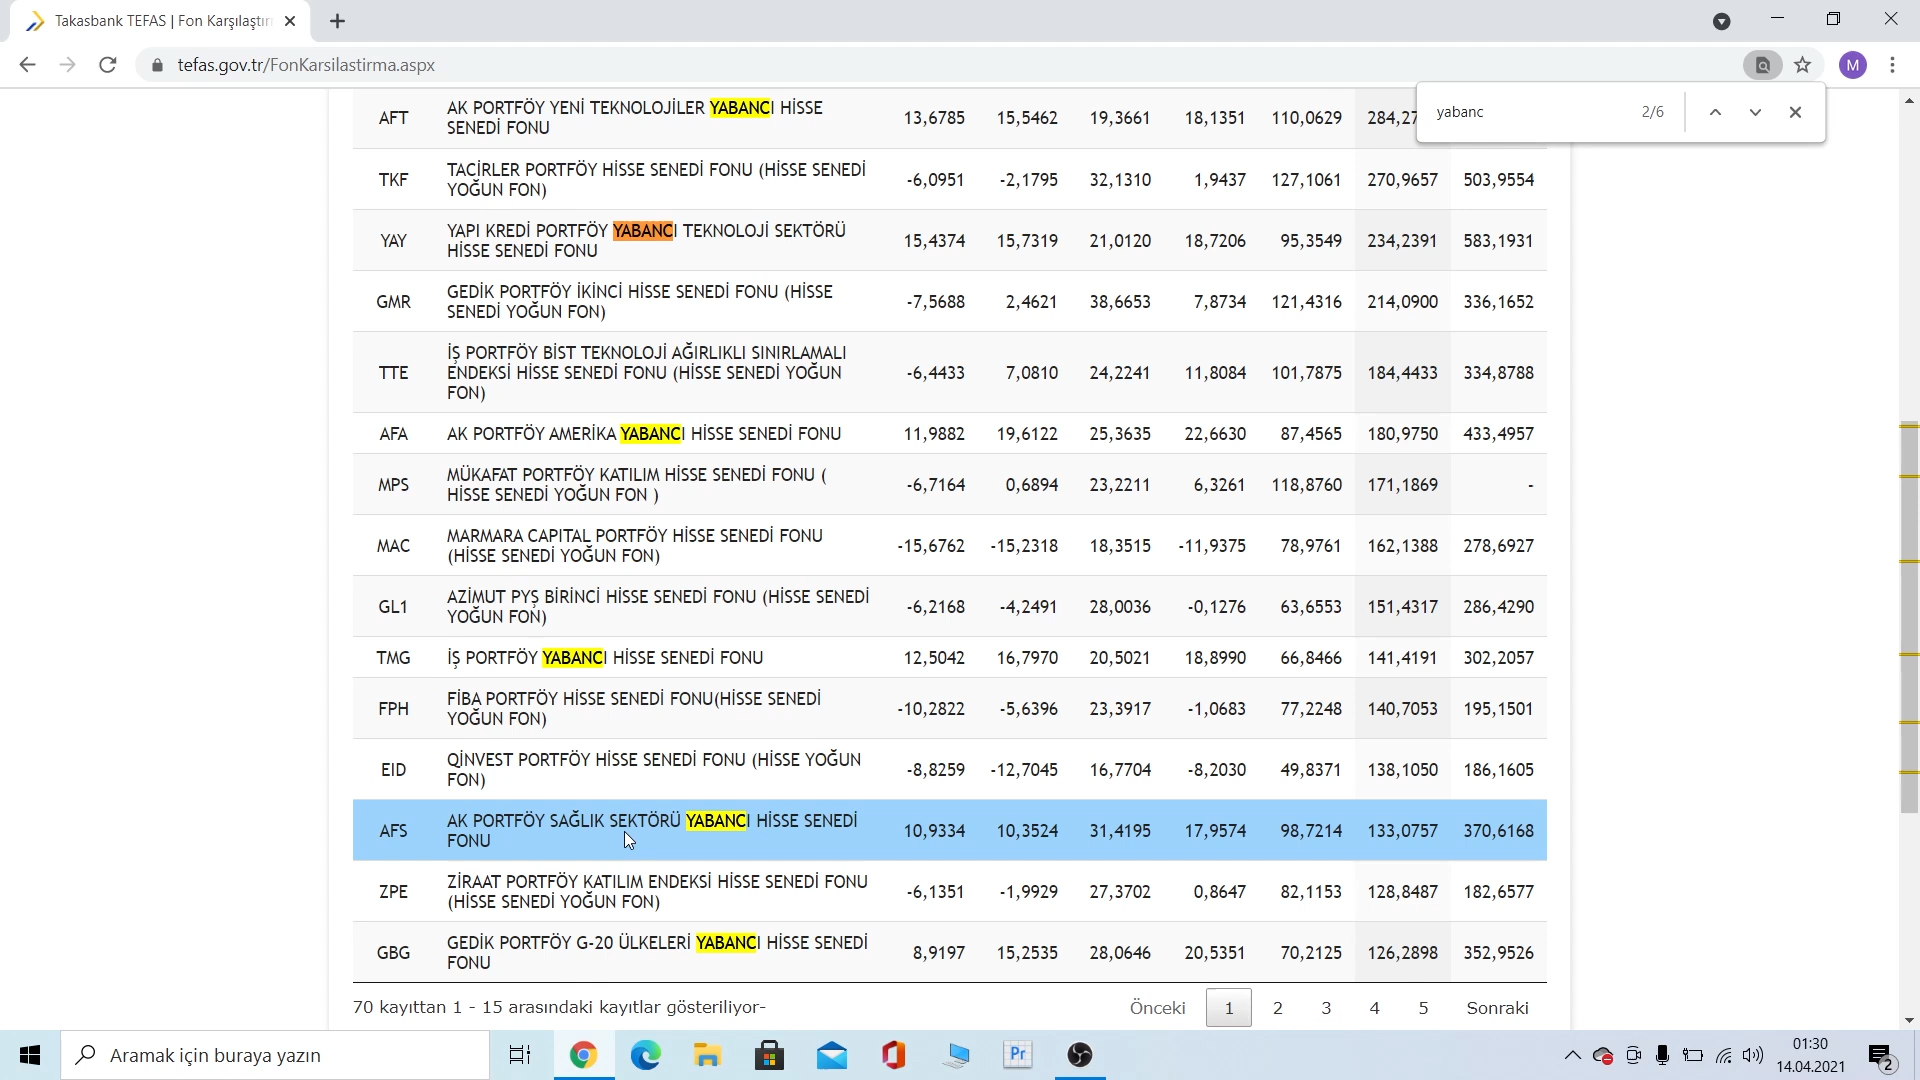 Takasbank TEFAS | Fon Karşılaştır
tefas.gov.tr/FonKarsilastirma.aspx
M
yabanc 2/6
AFT AK PORTFÖY YENİ TEKNOLOJİLER YABANCI HİSSE 13,6785 15,5462 19,3661 18,1351 110,0629 284,27
SENEDİ FONU
TKF TACİRLER PORTFÖY HİSSE SENEDİ FONU (HİSSE SENEDİ -6,0951 -2,1795 32,1310 1,9437 127,1061 270,9657 503,9554
YOĞUN FON)
YAY YAPI KREDİ PORTFÖY YABANCI TEKNOLOJİ SEKTÖRÜ 15,4374 15,7319 21,0120 18,7206 95,3549 234,2391 583,1931
HİSSE SENEDİ FONU
GMR GEDİK PORTFÖY İKİNCİ HİSSE SENEDİ FONU (HİSSE -7,5688 2,4621 38,6653 7,8734 121,4316 214,0900 336,1652
SENEDİ YOĞUN FON)
İŞ PORTFÖY BİST TEKNOLOJİ AĞIRLIKLI SINIRLAMALI
TTE ENDEKSİ HİSSE SENEDİ FONU (HİSSE SENEDİ YOĞUN -6,4433 7,0810 24,2241 11,8084 101,7875 184,4433 334,8788
FON)
AFA AK PORTFÖY AMERİKA YABANCI HİSSE SENEDİ FONU 11,9882 19,6122 25,3635 22,6630 87,4565 180,9750 433,4957
MPS MÜKAFAT PORTFÖY KATILIM HİSSE SENEDİ FONU ( -6,7164 0,6894 23,2211 6,3261 118,8760 171,1869 -
HİSSE SENEDİ YOĞUN FON )
MAC MARMARA CAPITAL PORTFÖY HİSSE SENEDİ FONU -15,6762 -15,2318 18,3515 -11,9375 78,9761 162,1388 278,6927
(HİSSE SENEDİ YOĞUN FON)
GL1 AZİMUT PYŞ BİRİNCİ HİSSE SENEDİ FONU (HİSSE SENEDİ -6,2168 -4,2491 28,0036 -0,1276 63,6553 151,4317 286,4290
YOĞUN FON)
TMG İŞ PORTFÖY YABANCI HİSSE SENEDİ FONU 12,5042 16,7970 20,5021 18,8990 66,8466 141,4191 302,2057
FPH FİBA PORTFÖY HİSSE SENEDİ FONU(HİSSE SENEDİ -10,2822 -5,6396 23,3917 -1,0683 77,2248 140,7053 195,1501
YOĞUN FON)
EID QİNVEST PORTFÖY HİSSE SENEDİ FONU (HİSSE YOĞUN -8,8259 -12,7045 16,7704 -8,2030 49,8371 138,1050 186,1605
FON)
AFS AK PORTFÖY SAĞLIK SEKTÖRÜ YABANCI HİSSE SENEDİ 10,9334 10,3524 31,4195 17,9574 98,7214 133,0757 370,6168
FONU
ZPE ZİRAAT PORTFÖY KATILIM ENDEKSİ HİSSE SENEDİ FONU -6,1351 -1,9929 27,3702 0,8647 82,1153 128,8487 182,6577
(HİSSE SENEDİ YOĞUN FON)
GBG GEDİK PORTFÖY G-20 ÜLKELERİ YABANCI HİSSE SENEDİ 8,9197 15,2535 28,0646 20,5351 70,2125 126,2898 352,9526
FONU
70 kayıttan 1 - 15 arasındaki kayıtlar gösteriliyor- Önceki 1 2 3 4 5 Sonraki
Aramak için buraya yazın
Pr
01:30
14.04.2021
2